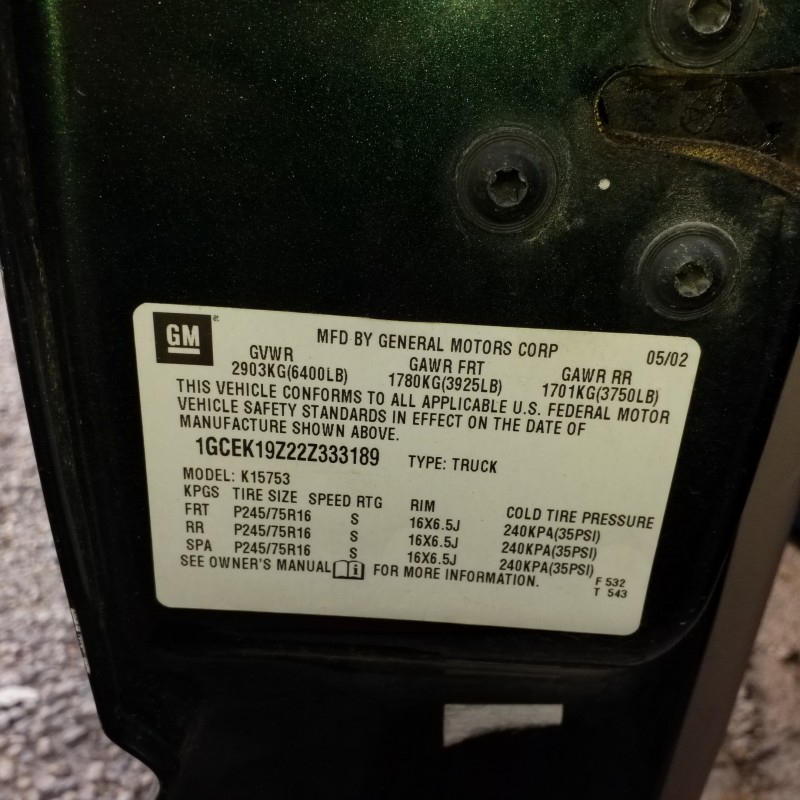 GM
MFD BY GENERAL MOTORS CORP 05/02
GVWR GAWR FRT GAWR RR
2903KG(6400LB) 1780KG(3925LB) 1701KG(3750LB)
THIS VEHICLE CONFORMS TO ALL APPLICABLE U.S. FEDERAL MOTOR
VEHICLE SAFETY STANDARDS IN EFFECT ON THE DATE OF
MANUFACTURE SHOWN ABOVE.
1GCEK19Z22Z333189 TYPE: TRUCK
MODEL: K15753
KPGS TIRE SIZE SPEED RTG RIM COLD TIRE PRESSURE
FRT P245/75R16 S 16X6.5J 240KPA(35PSI)
RR P245/75R16 S 16X6.5J 240KPA(35PSI)
SPA P245/75R16 S 16X6.5J 240KPA(35PSI)
SEE OWNER'S MANUAL i FOR MORE INFORMATION.
F 532
T 543